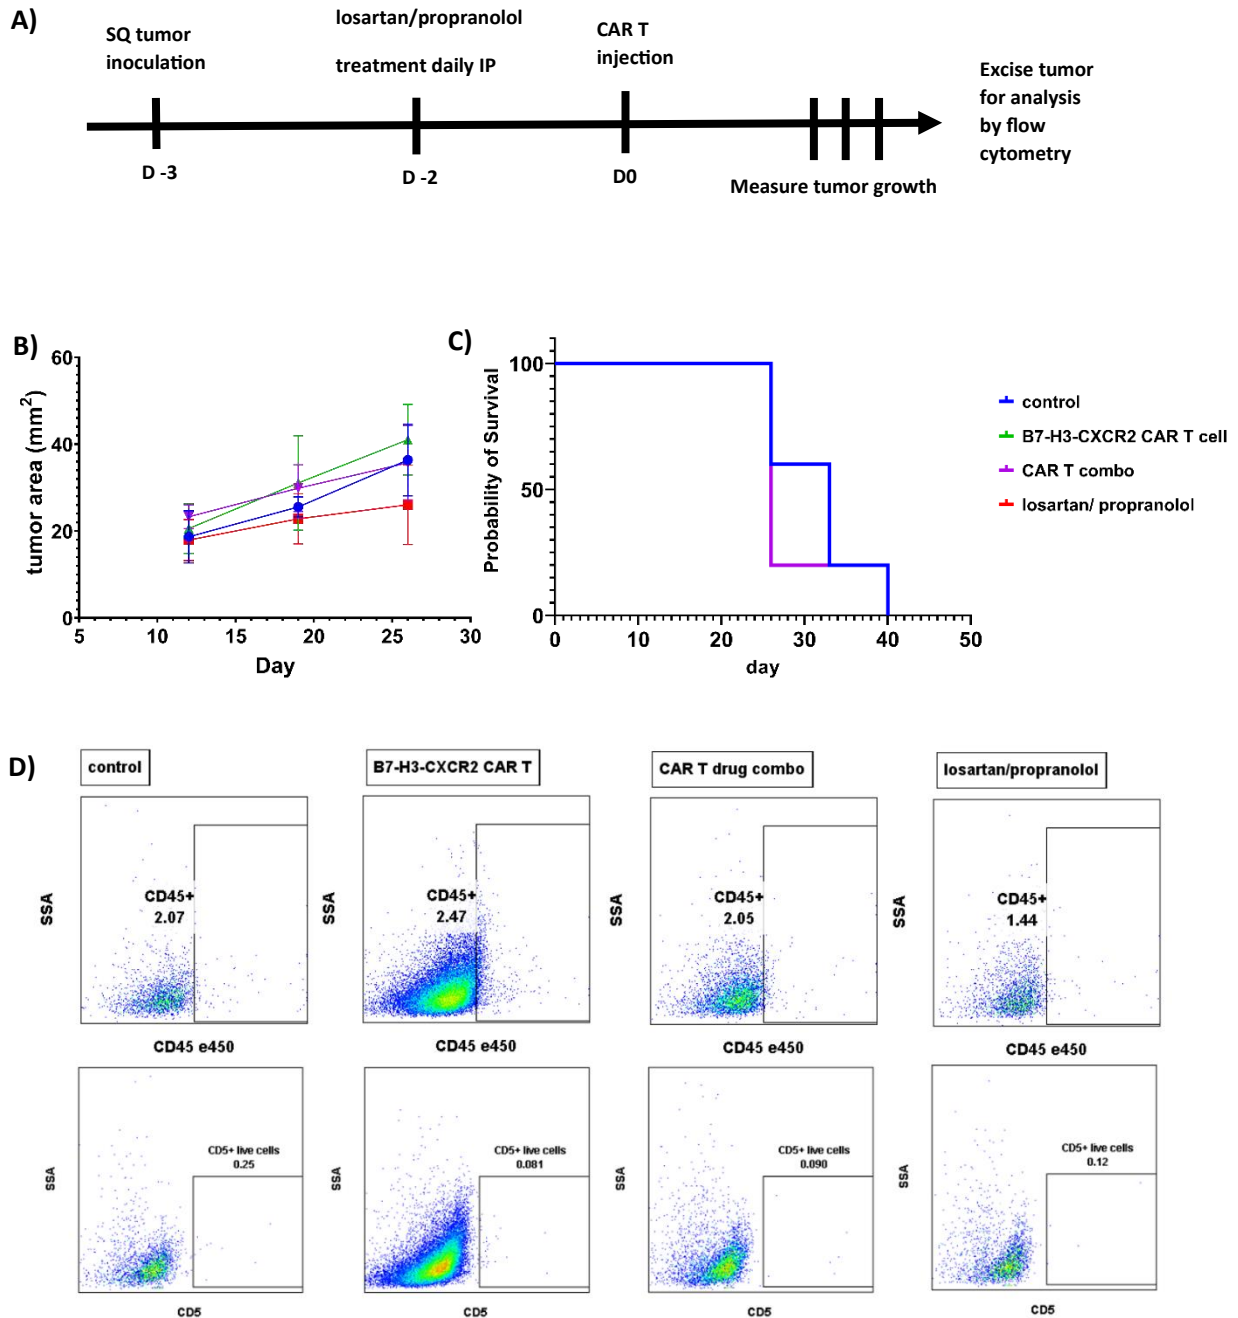 A)
SQ tumor
inoculation
losartan/propranolol
treatment daily IP
CAR T
injection
Excise tumor
for analysis
by flow
cytometry
D -3
D -2
D0
Measure tumor growth
B)
tumor area (mm²)
60
40
20
0
5
10
15
20
25
30
Day
C)
Probability of Survival
100
50
0
0
10
20
30
40
50
day
control
B7-H3-CXCR2 CAR T cell
CAR T combo
losartan/ propranolol
D)
control
B7-H3-CXCR2 CAR T
CAR T drug combo
losartan/propranolol
SSA
CD45+
2.07
SSA
CD45+
2.47
SSA
CD45+
2.05
SSA
CD45+
1.44
CD45 e450
CD45 e450
CD45 e450
CD45 e450
SSA
CD5+ live cells
0.25
SSA
CD5+ live cells
0.081
SSA
CD5+ live cells
0.090
SSA
CD5+ live cells
0.12
CD5
CD5
CD5
CD5